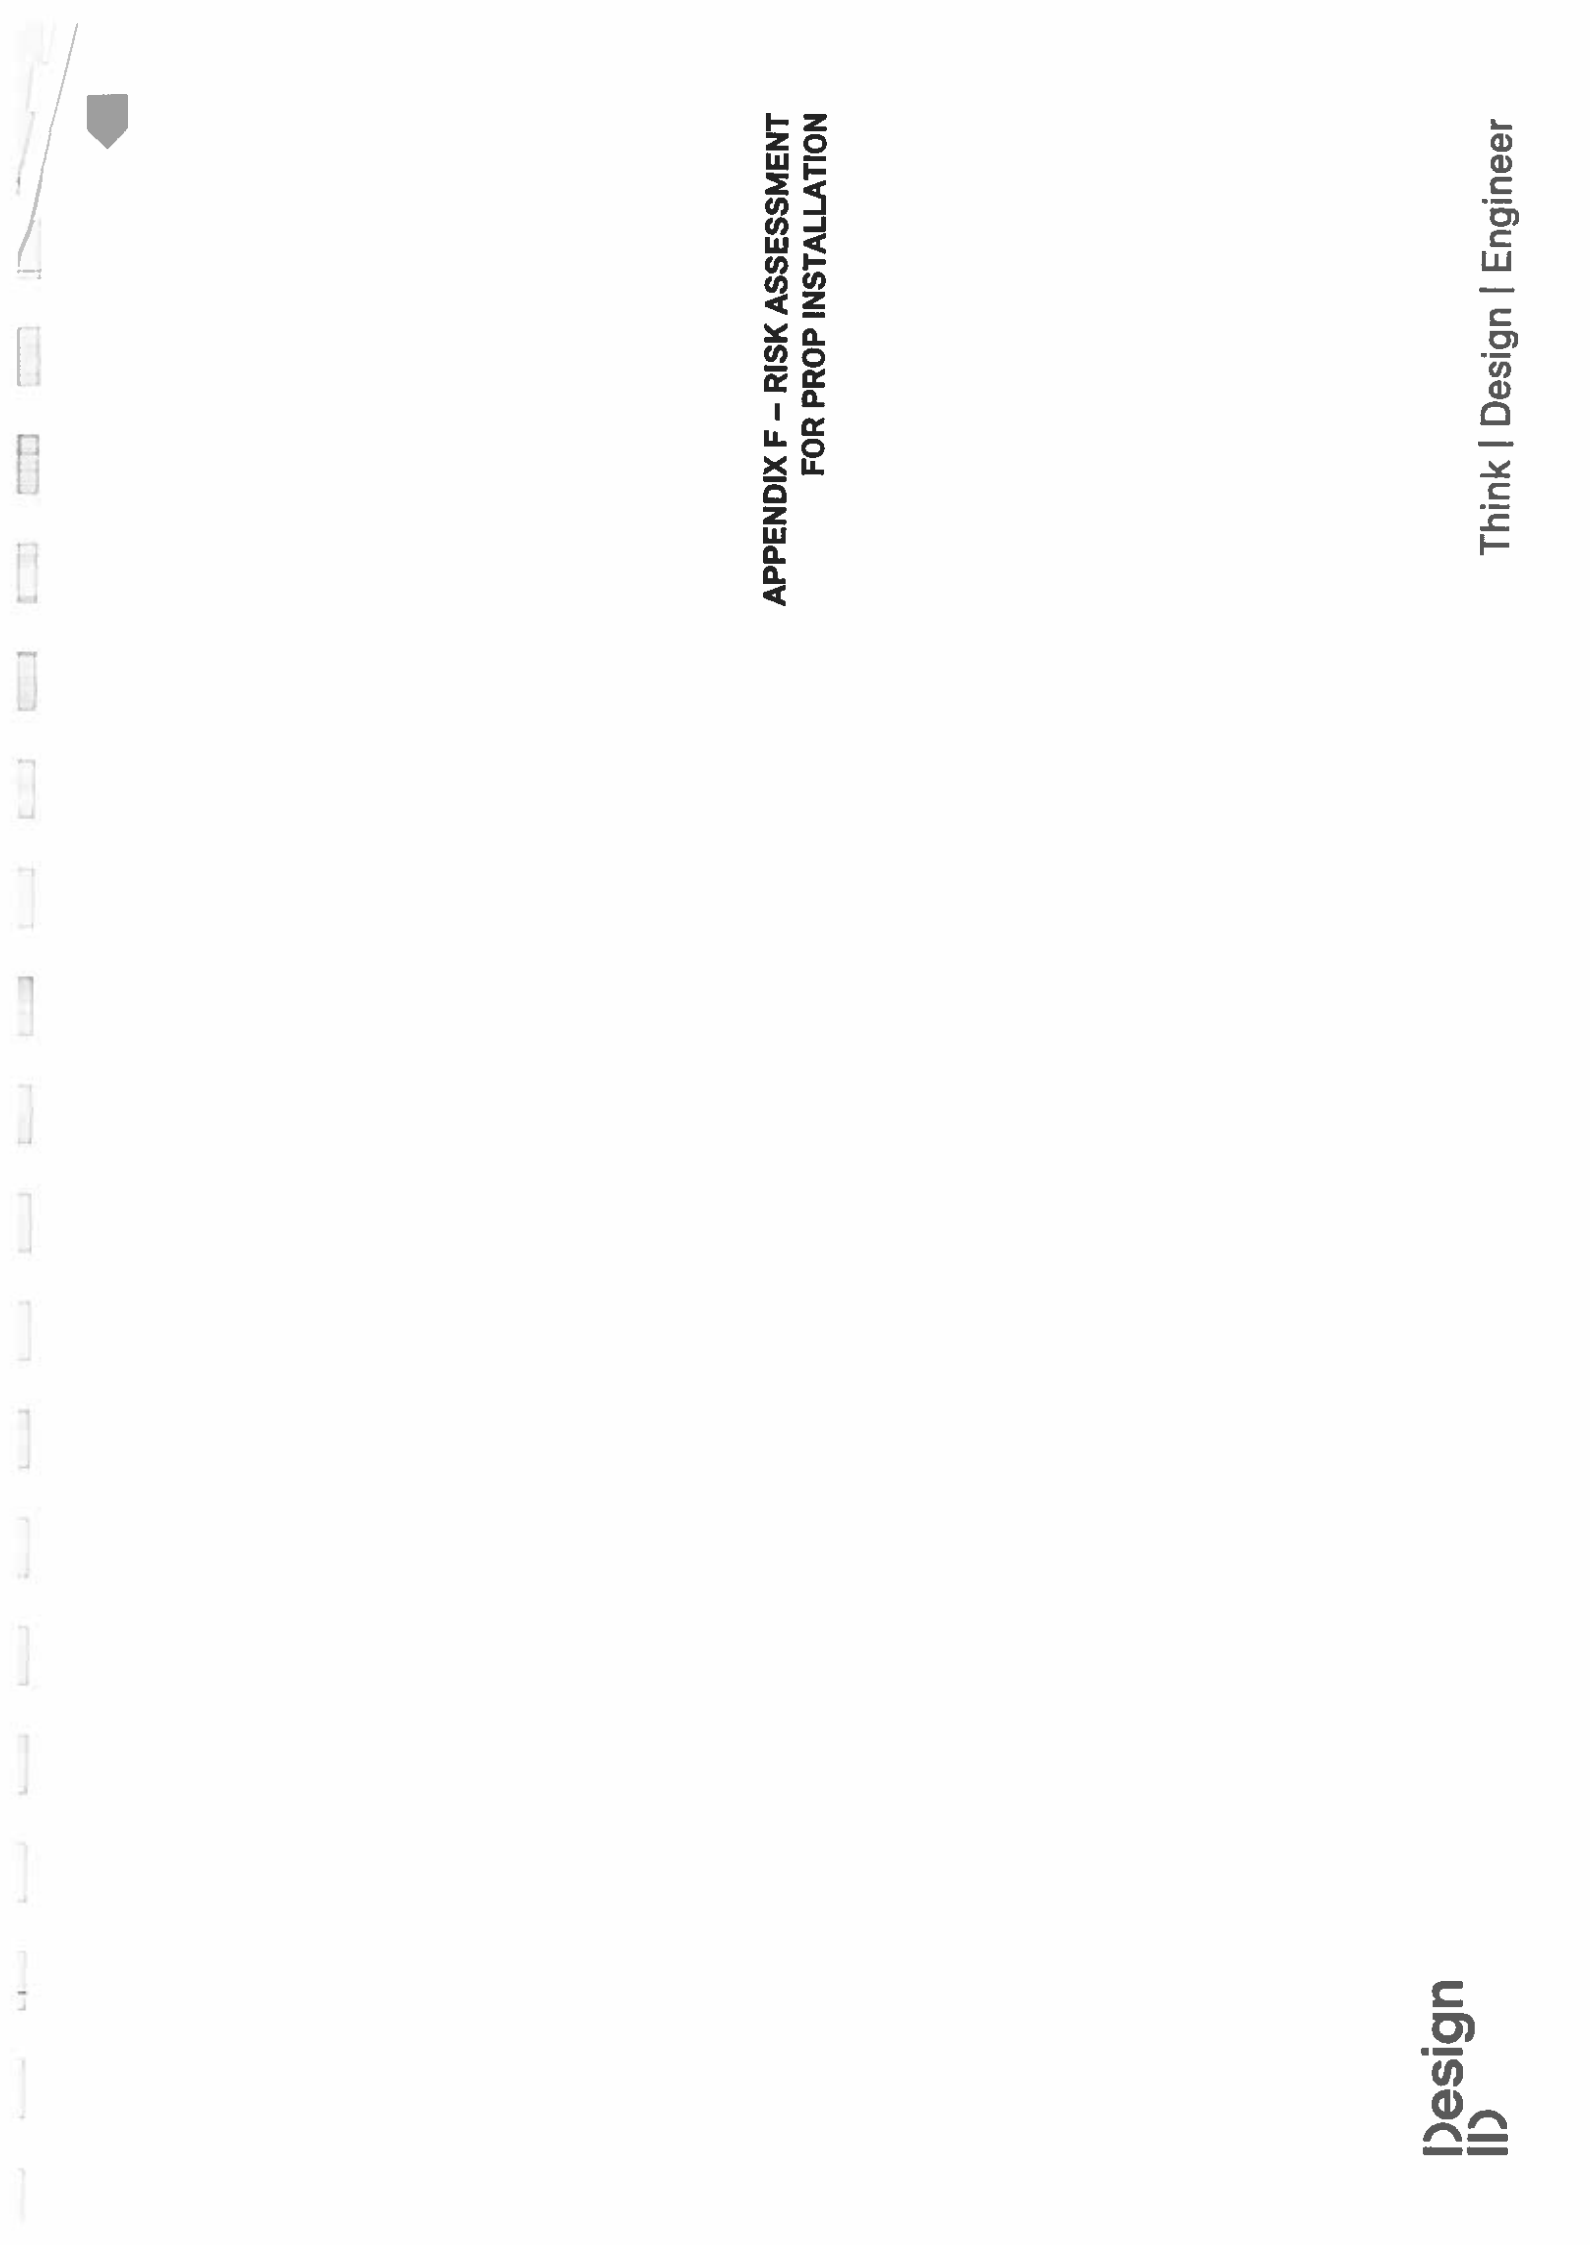 APPENDIX F – RISK ASSESSMENT
FOR PROP INSTALLATION
Design
ID
Think | Design | Engineer